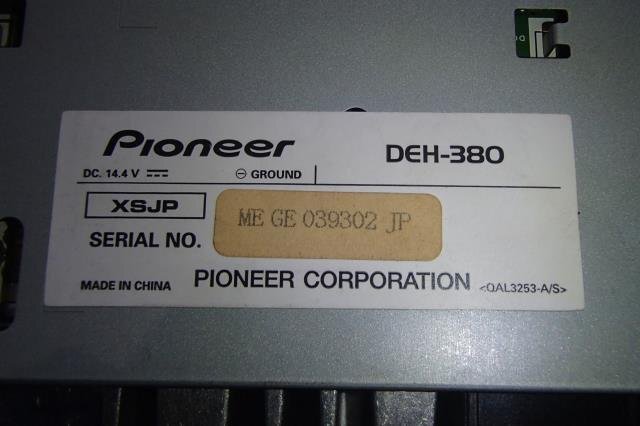 Pioneer
DEH-380
DC. 14.4 V ⎓ ⊖ GROUND
XSJP
SERIAL NO.
ME GE 039302 JP
MADE IN CHINA
PIONEER CORPORATION
<QAL3253-A/S>